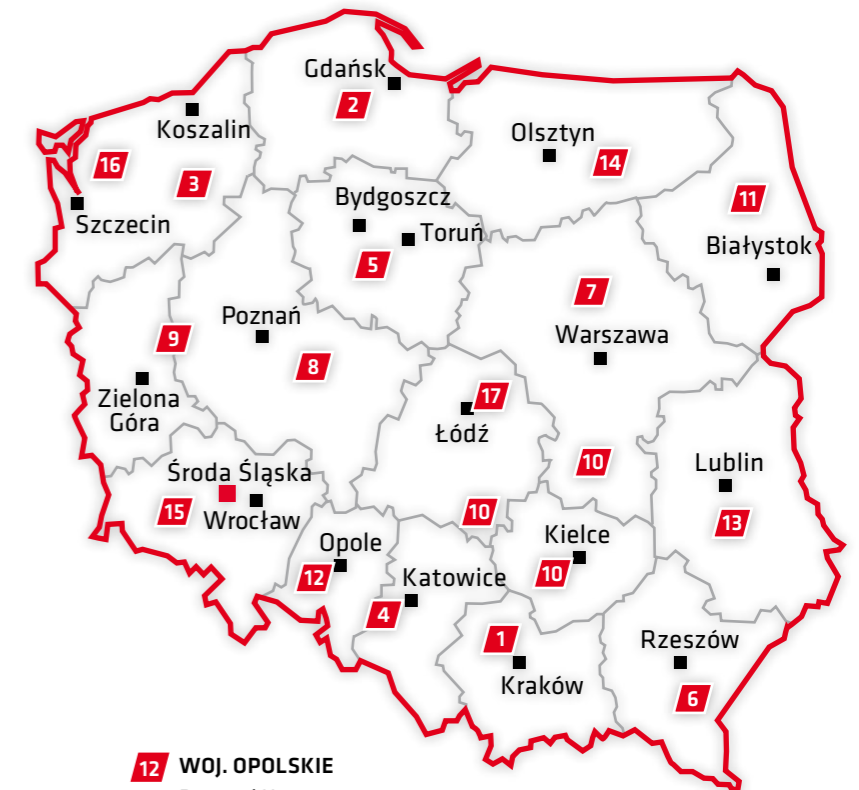 Gdańsk
2
Koszalin
Olsztyn
14
16
3
Bydgoszcz
11
Szczecin
Toruń
Białystok
5
7
Poznań
Warszawa
9
8
17
Zielona
Góra
Łódź
Środa Śląska
10
Lublin
15
Wrocław
10
13
Opole
Kielce
12
Katowice
10
4
1
Rzeszów
Kraków
6
12 WOJ. OPOLSKIE